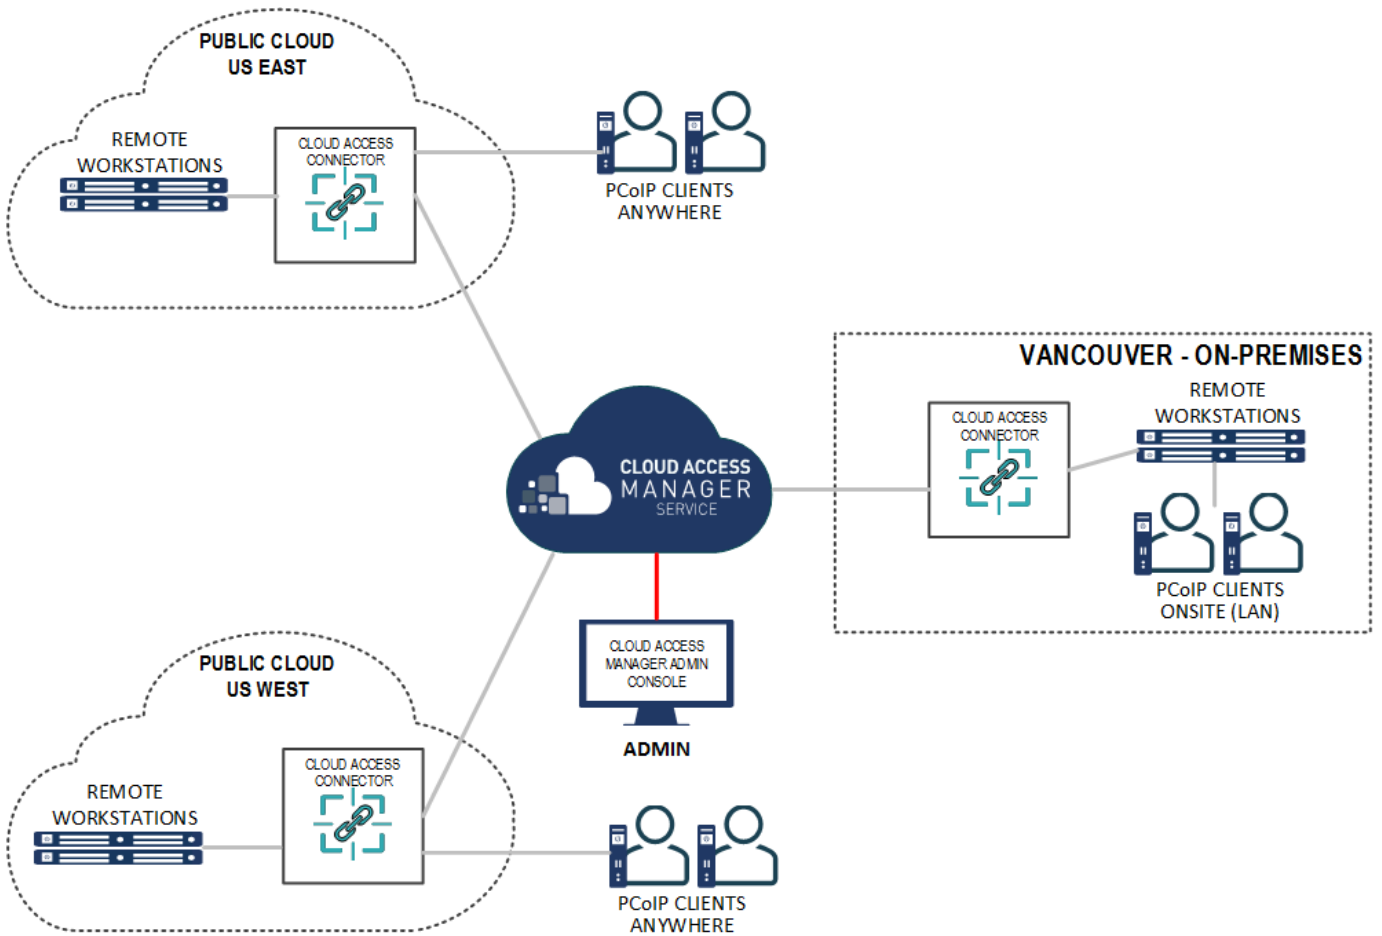 PUBLIC CLOUD
US EAST
REMOTE
WORKSTATIONS
CLOUD ACCESS
CONNECTOR
PCoIP CLIENTS
ANYWHERE
VANCOUVER - ON-PREMISES
CLOUD ACCESS
CONNECTOR
REMOTE
WORKSTATIONS
PCoIP CLIENTS
ONSITE (LAN)
CLOUD ACCESS
MANAGER
SERVICE
CLOUD ACCESS
MANAGER ADMIN
CONSOLE
ADMIN
PUBLIC CLOUD
US WEST
REMOTE
WORKSTATIONS
CLOUD ACCESS
CONNECTOR
PCoIP CLIENTS
ANYWHERE